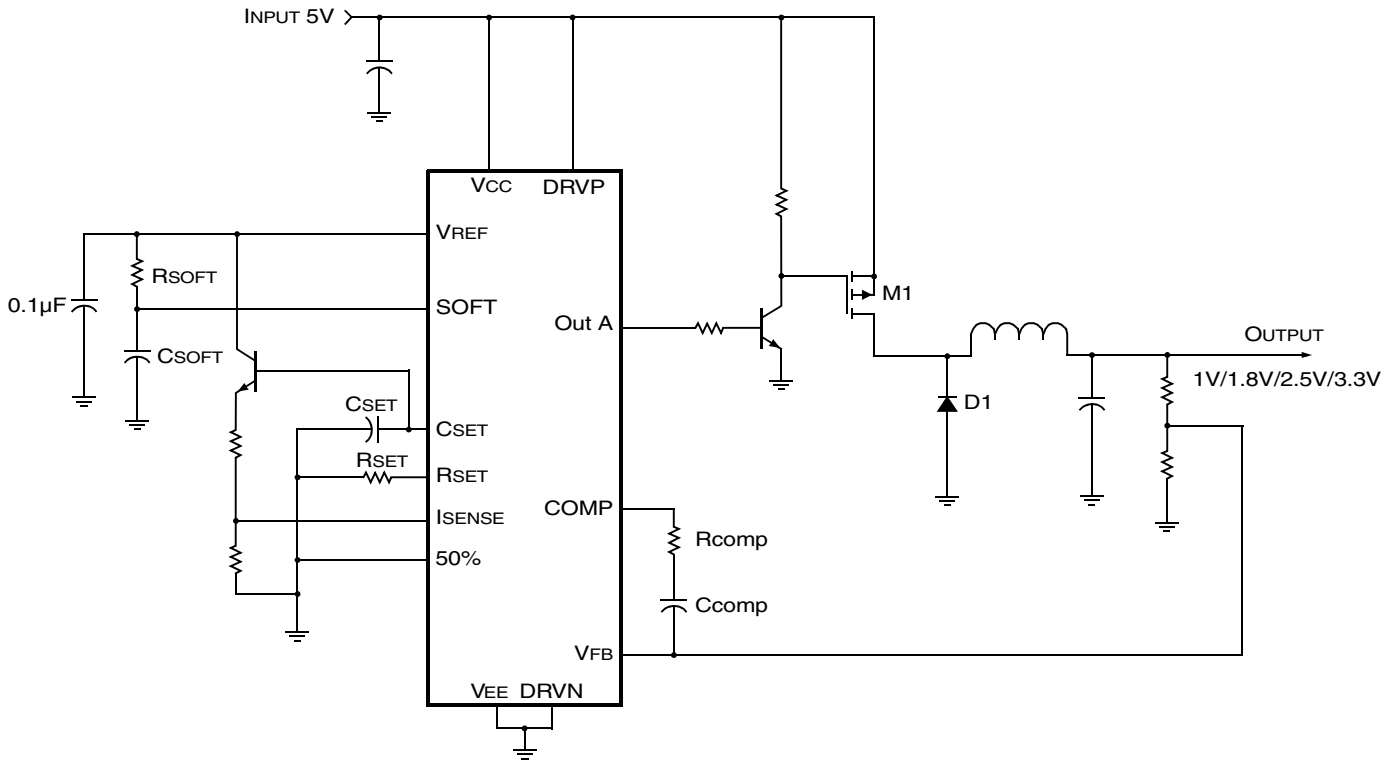 INPUT 5V
VCC DRVP
VREF
RSOFT
0.1µF
SOFT
Out A
M1
OUTPUT
CSOFT
1V/1.8V/2.5V/3.3V
D1
CSET
CSET
RSET
RSET
COMP
ISENSE
Rcomp
50%
Ccomp
VFB
VEE DRVN